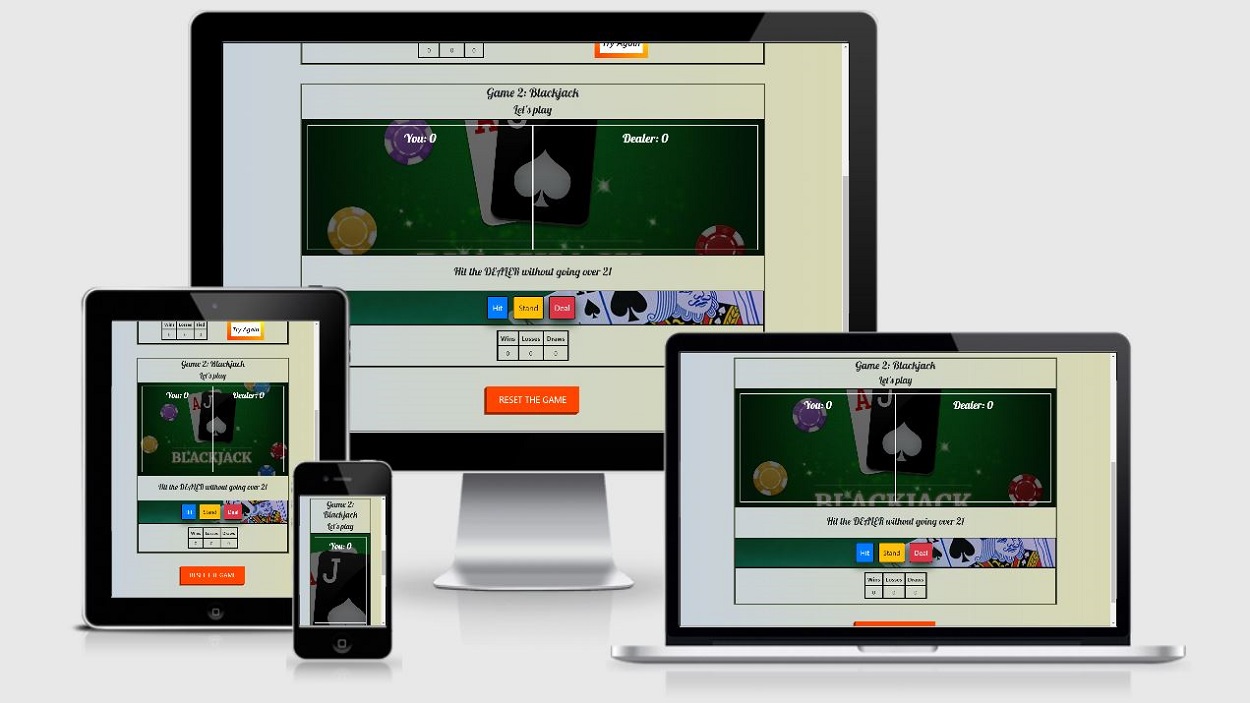 Try Again
0 0 0
Game 2: Blackjack
Let's play
A J
You: 0 Dealer: 0
Hit the DEALER without going over 21
Hit Stand Deal
Wins Losses Draws
0 0 0
RESET THE GAME
Wins Losses
Try Again
Game 2: Blackjack
Let's play
You: 0 Dealer: 0
A J
BLACKJACK
Hit the DEALER without going over 21
Hit Stand Deal
Wins Losses Draws
RESET THE GAME
Game 2:
Blackjack
Let's play
You: 0
J
Game 2: Blackjack
Let's play
A J
You: 0 Dealer: 0
BLACKJACK
Hit the DEALER without going over 21
Hit Stand Deal
Wins Losses Draws
0 0 0